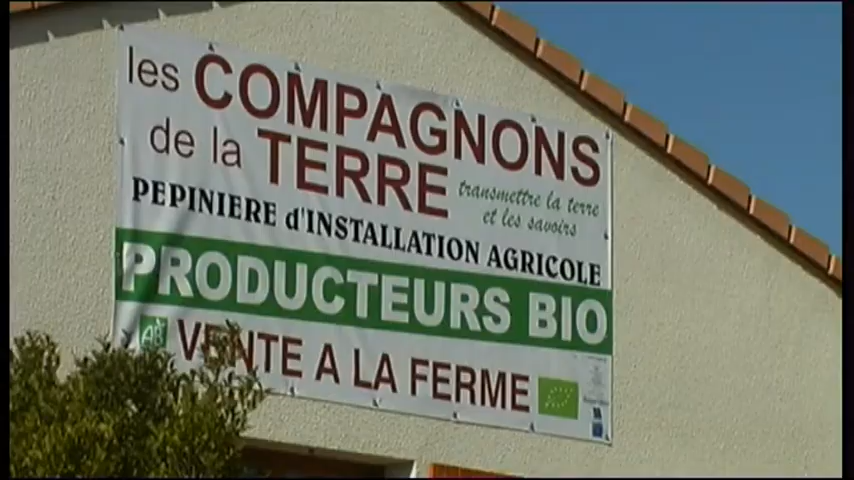 les COMPAGNONS
de la TERRE
transmettre la terre
et les savoirs
PEPINIERE d'INSTALLATION AGRICOLE
PRODUCTEURS BIO
AB
VENTE A LA FERME